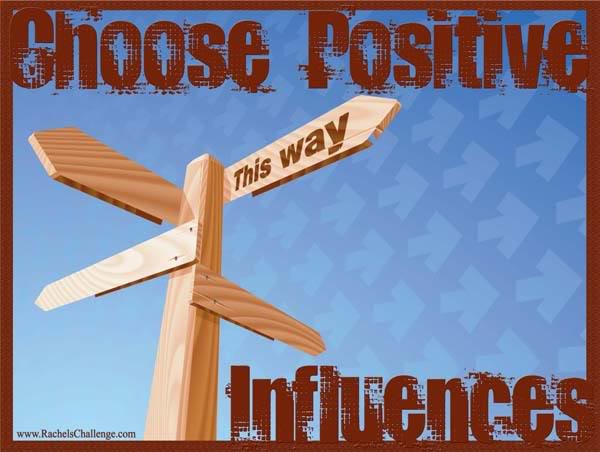 Choose Positive
This way
Influences
www.RachelsChallenge.com